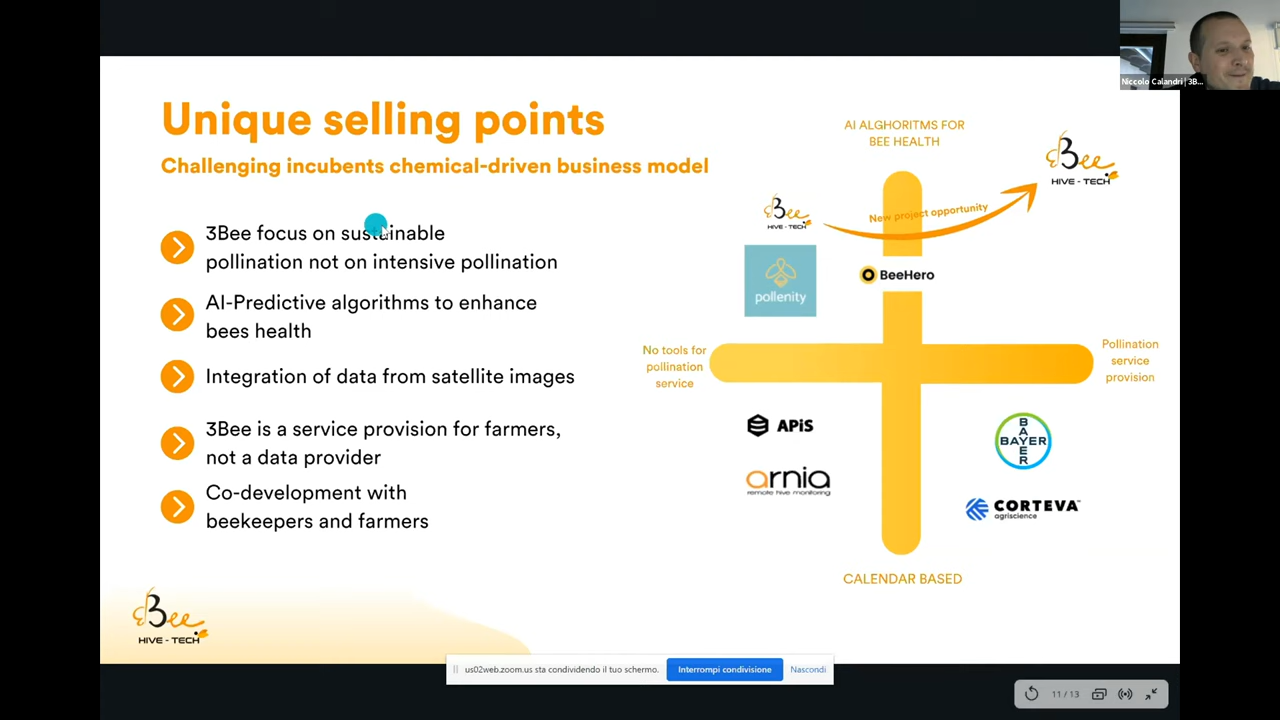 Unique selling points
Challenging incubents chemical-driven business model
3Bee focus on sustainable
pollination not on intensive pollination
AI-Predictive algorithms to enhance
bees health
Integration of data from satellite images
3Bee is a service provision for farmers,
not a data provider
Co-development with
beekeepers and farmers
3Bee
HIVE - TECH
AI ALGHORITMS FOR
BEE HEALTH
3Bee
HIVE - TECH
New project opportunity
3Bee
HIVE - TECH
pollenity
BeeHero
No tools for
pollination
service
Pollination
service
provision
APiS
arnia
remote hive monitoring
BAYER
BAYER
CORTEVA™
agriscience
CALENDAR BASED
Niccolo Calandri | 3B...
us02web.zoom.us sta condividendo il tuo schermo.
Interrompi condivisione
Nascondi
11 / 13